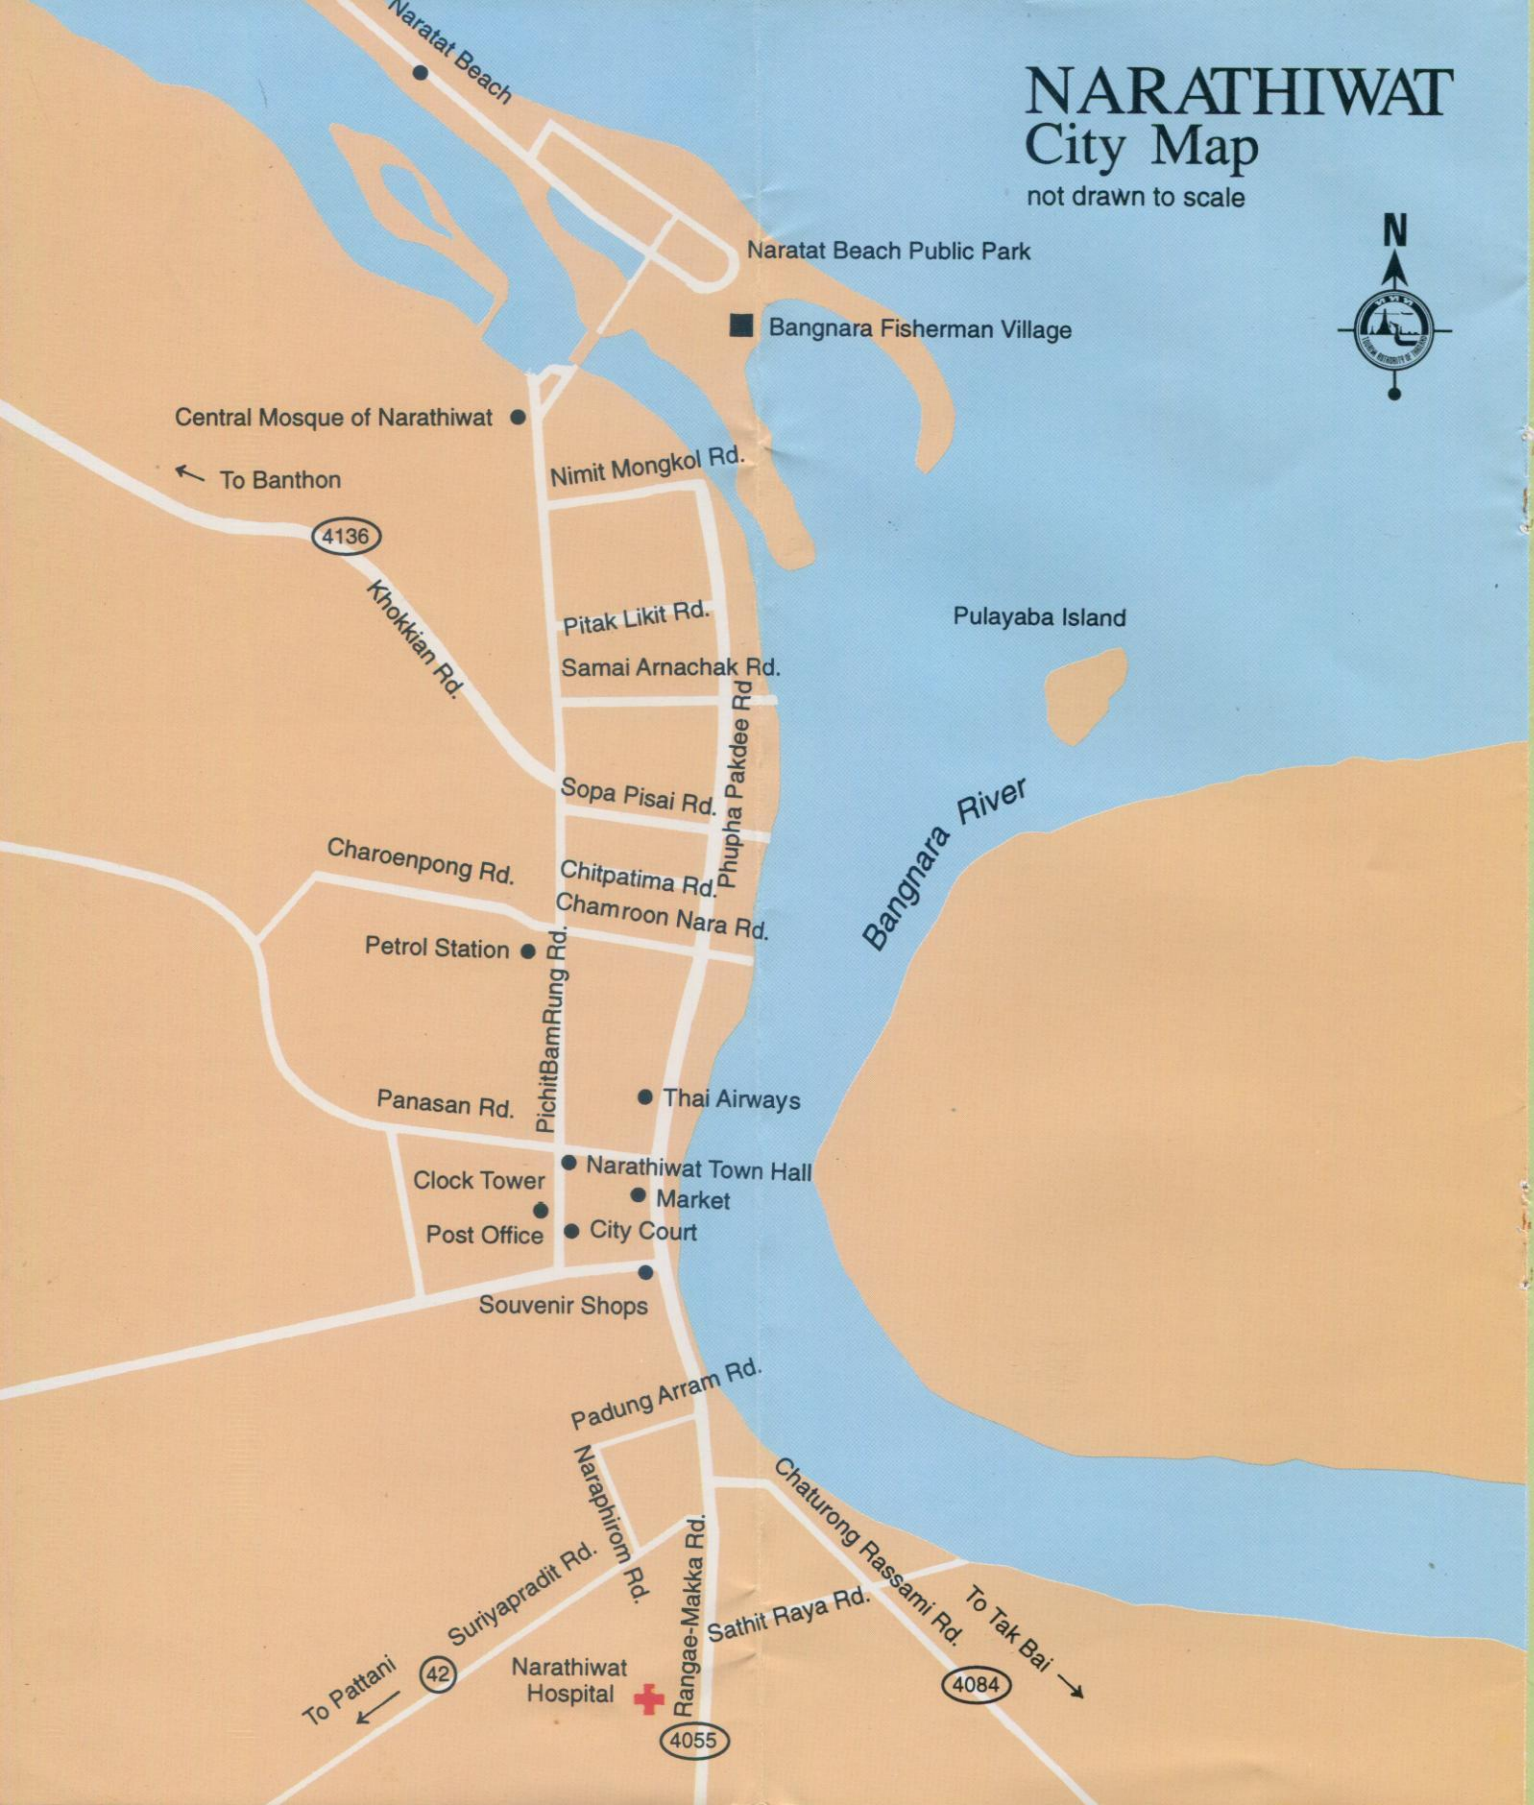 Naratat Beach
NARATHIWAT
City Map
not drawn to scale
N
Naratat Beach Public Park
Bangnara Fisherman Village
Central Mosque of Narathiwat
To Banthon
Nimit Mongkol Rd.
4136
Khokkian Rd.
Pitak Likit Rd.
Pulayaba Island
Samai Arnachak Rd.
Phupha Pakdee Rd
Sopa Pisai Rd.
Bangnara River
Charoenpong Rd.
Chitpatima Rd.
Chamroon Nara Rd.
Petrol Station
PichitBamRung Rd.
Panasan Rd.
Thai Airways
Narathiwat Town Hall
Clock Tower
Market
Post Office
City Court
Souvenir Shops
Padung Arram Rd.
Naraphirom Rd.
Chaturong Rassami Rd.
Suriyapradit Rd.
Rangae-Makka Rd.
Sathit Raya Rd.
To Tak Bai
To Pattani
42
Narathiwat
Hospital
4084
4055